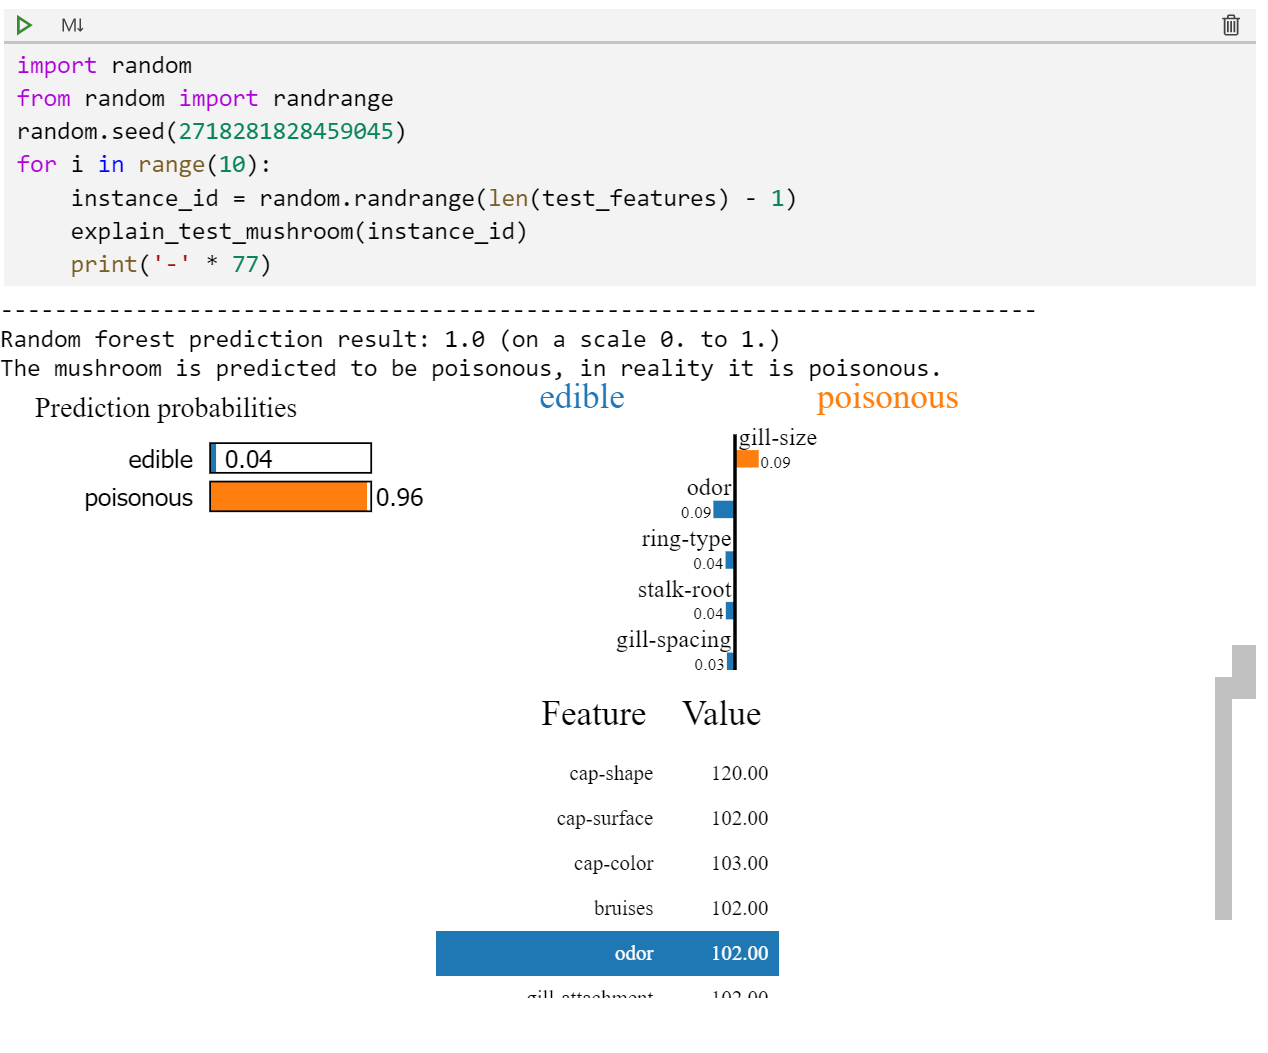 M↓
import random
from random import randrange
random.seed(2718281828459045)
for i in range(10):
    instance_id = random.randrange(len(test_features) - 1)
    explain_test_mushroom(instance_id)
    print('-' * 77)
-----------------------------------------------------------------------------
Random forest prediction result: 1.0 (on a scale 0. to 1.)
The mushroom is predicted to be poisonous, in reality it is poisonous.
Prediction probabilities
edible 0.04
poisonous 0.96
edible poisonous
gill-size
0.09
odor
0.09
ring-type
0.04
stalk-root
0.04
gill-spacing
0.03
Feature Value
cap-shape 120.00
cap-surface 102.00
cap-color 103.00
bruises 102.00
odor 102.00
gill-attachment 102.00